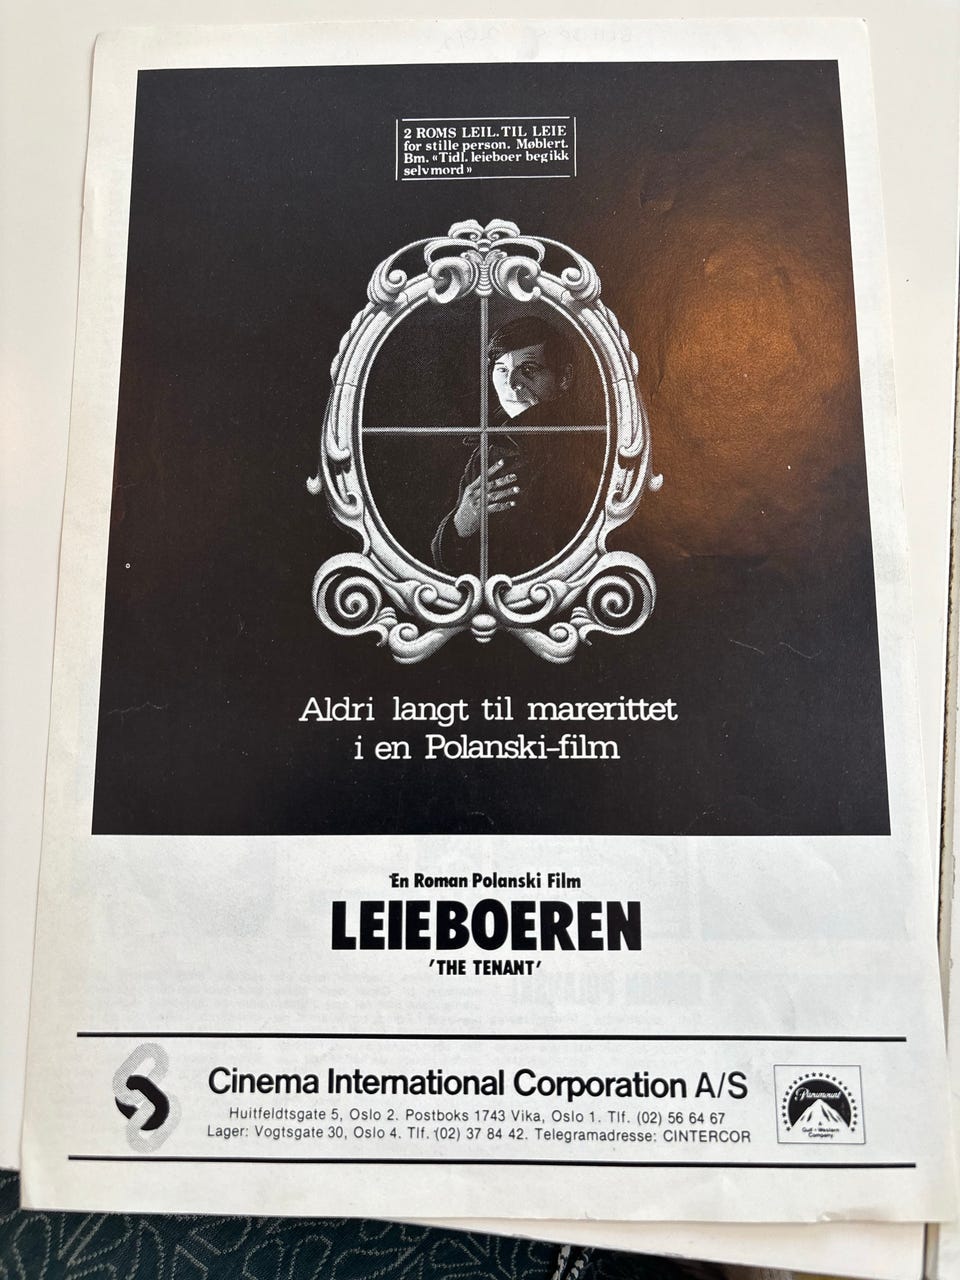 2 ROMS LEIL. TIL LEIE
for stille person. Møblert.
Bm. «Tidl. leieboer begikk
selvmord»
Aldri langt til marerittet
i en Polanski-film
En Roman Polanski Film
LEIEBOEREN
'THE TENANT'
Cinema International Corporation A/S
Huitfeldtsgate 5, Oslo 2. Postboks 1743 Vika, Oslo 1. Tlf. (02) 56 64 67
Lager: Vogtsgate 30, Oslo 4. Tlf. (02) 37 84 42. Telegramadresse: CINTERCOR
Paramount
Gulf + Western
Company